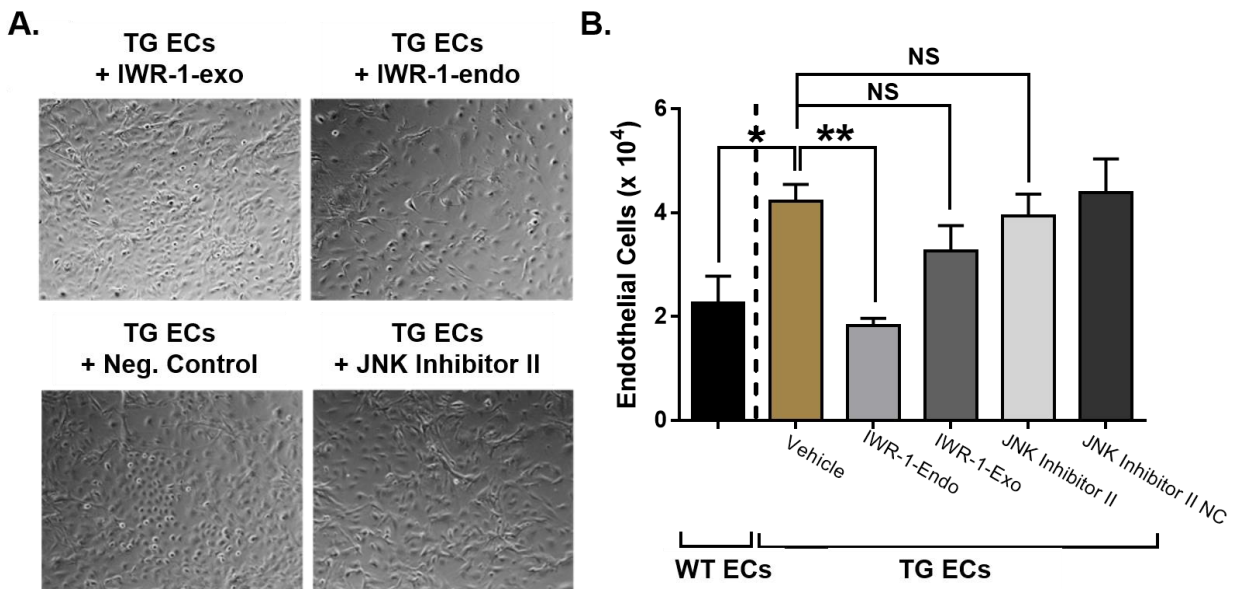 A.
TG ECs
+ IWR-1-exo
TG ECs
+ IWR-1-endo
TG ECs
+ Neg. Control
TG ECs
+ JNK Inhibitor II
B.
NS
NS
*
**
Endothelial Cells (x 10⁴)
6
4
2
0
Vehicle
IWR-1-Endo
IWR-1-Exo
JNK Inhibitor II
JNK Inhibitor II NC
WT ECs
TG ECs